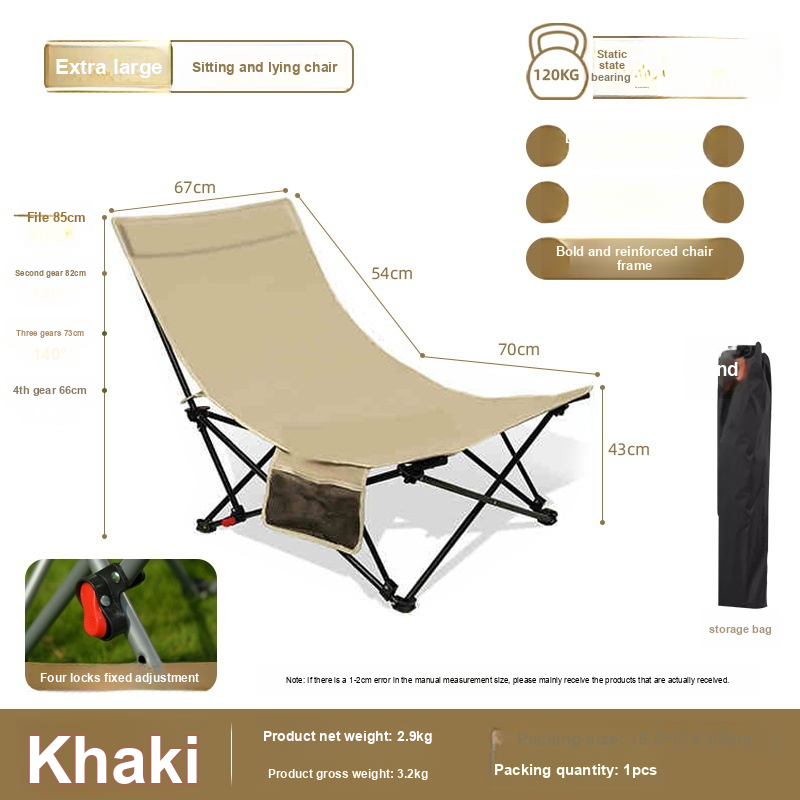 Extra large
Sitting and lying chair
120KG
Static
state
bearing
Bold and reinforced chair
frame
67cm
File 85cm
Second gear 82cm
54cm
Three gears 73cm
140°
70cm
4th gear 66cm
nd
43cm
storage bag
Four locks fixed adjustment
Note: If there is a 1-2cm error in the manual measurement size, please mainly receive the products that are actually received.
Khaki
Product net weight: 2.9kg
Packing size:
Product gross weight: 3.2kg
Packing quantity: 1pcs